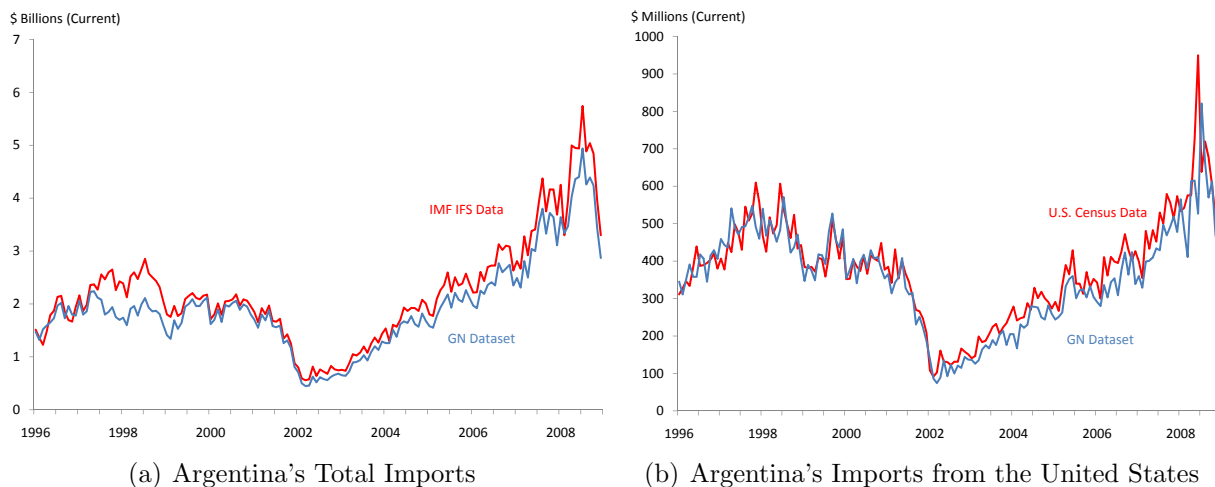 $ Billions (Current)
7
6
5
4
3
2
1
0
IMF IFS Data
GN Dataset
1996 1998 2000 2002 2004 2006 2008
(a) Argentina's Total Imports
$ Millions (Current)
1000
900
800
700
600
500
400
300
200
100
0
U.S. Census Data
GN Dataset
1996 1998 2000 2002 2004 2006 2008
(b) Argentina's Imports from the United States